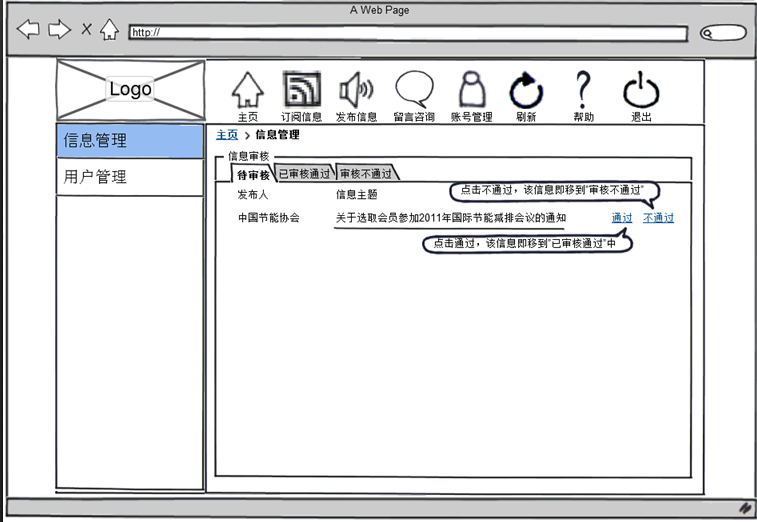 A Web Page
http://
Logo
主页 订阅信息 发布信息 留言咨询 账号管理 刷新 帮助 退出
信息管理
用户管理
主页 > 信息管理
信息审核
待审核 已审核通过 审核不通过
发布人 信息主题
点击不通过，该信息即移到"审核不通过"
中国节能协会 关于选取会员参加2011年国际节能减排会议的通知 通过 不通过
点击通过，该信息即移到"已审核通过"中